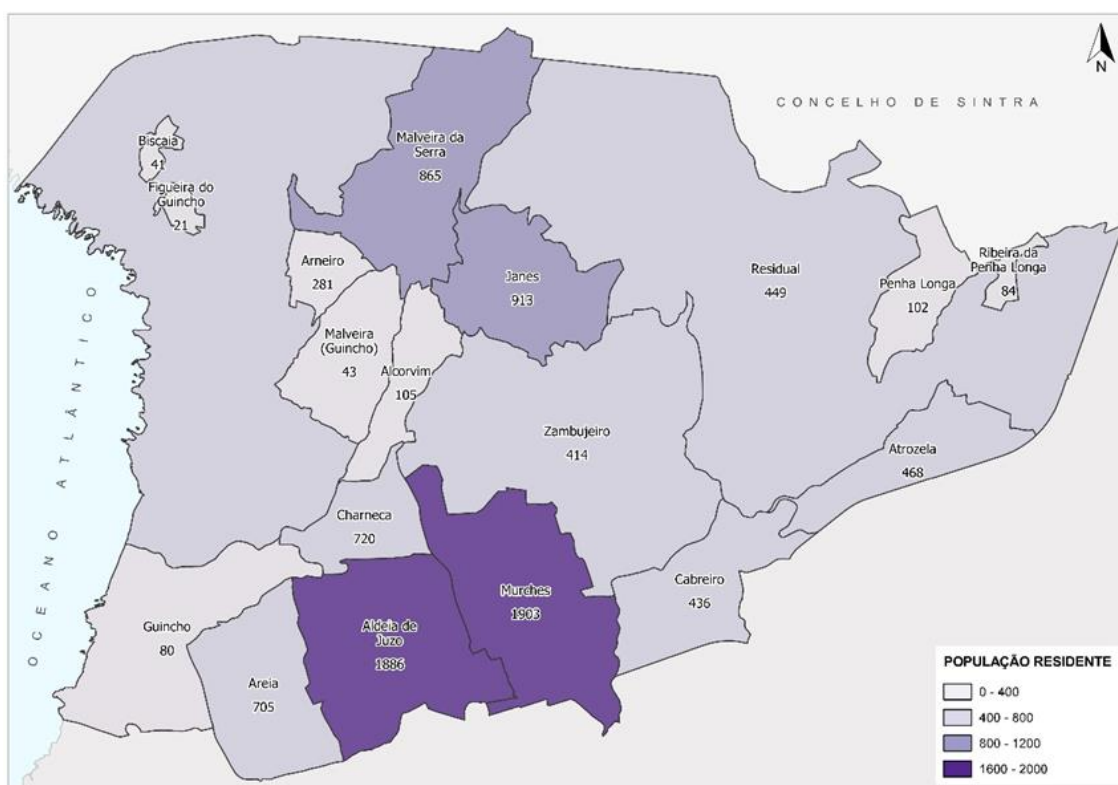 N
CONCELHO DE SINTRA
Biscaia
41
Figueira do
Guincho
21
Malveira da
Serra
865
Arneiro
281
Janes
913
Residual
449
Penha Longa
102
Ribeira da
Penha Longa
84
Malveira
(Guincho)
43
Alcorvim
105
OCEANO ATLÂNTICO
Zambujeiro
414
Atrozela
468
Charneca
720
Murches
1903
Cabreiro
436
Guincho
80
Aldeia de
Juzo
1886
Areia
705
POPULAÇÃO RESIDENTE
0 - 400
400 - 800
800 - 1200
1600 - 2000